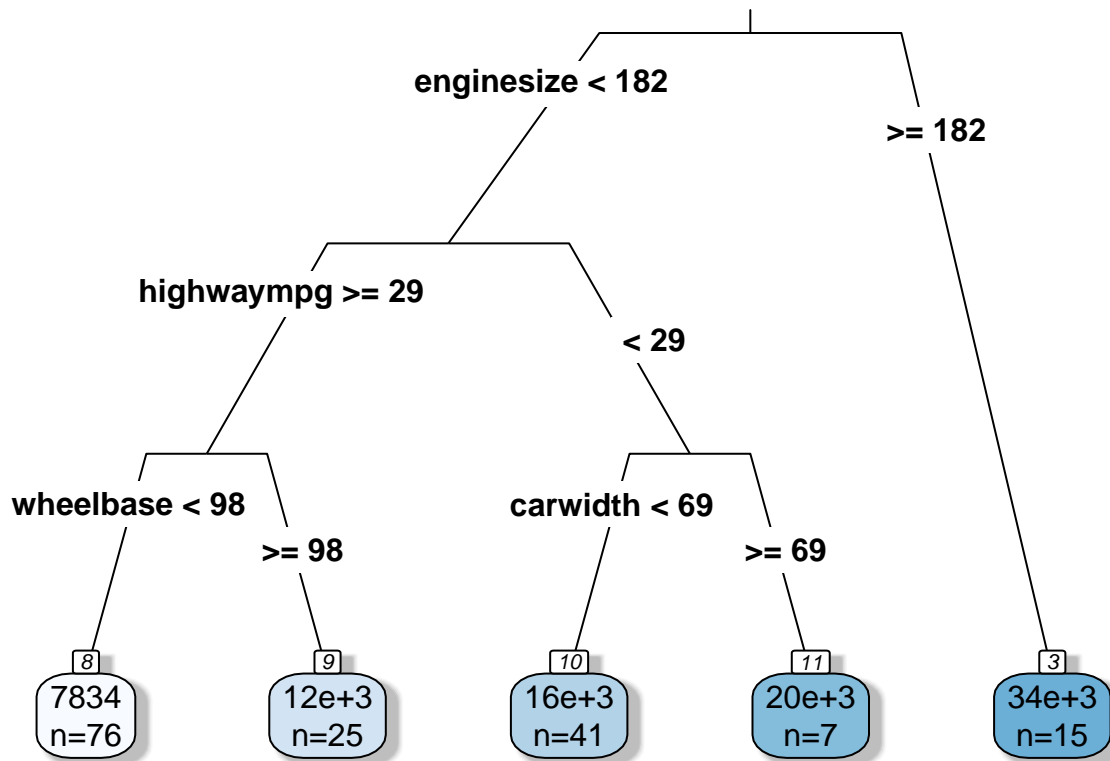 enginesize < 182
>= 182
highwaympg >= 29
< 29
wheelbase < 98
carwidth < 69
>= 98
>= 69
8
9
10
11
3
7834
n=76
12e+3
n=25
16e+3
n=41
20e+3
n=7
34e+3
n=15